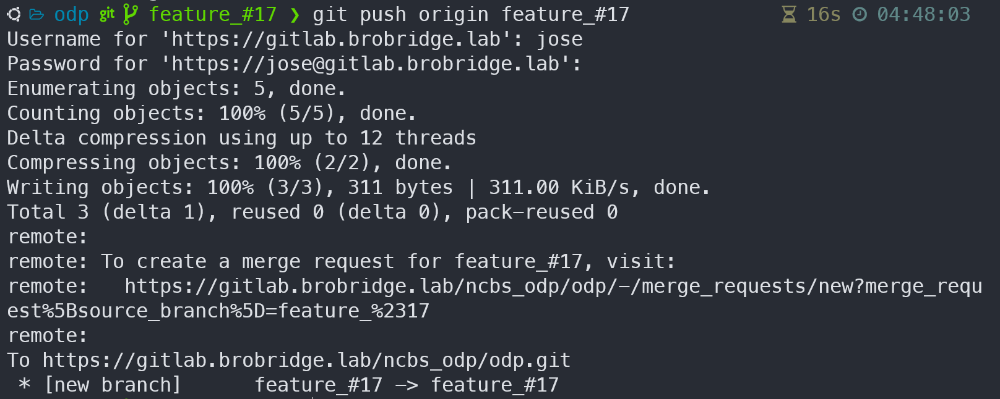 odp git feature_#17 ❯ git push origin feature_#17 16s 04:48:03
Username for 'https://gitlab.brobridge.lab': jose
Password for 'https://jose@gitlab.brobridge.lab':
Enumerating objects: 5, done.
Counting objects: 100% (5/5), done.
Delta compression using up to 12 threads
Compressing objects: 100% (2/2), done.
Writing objects: 100% (3/3), 311 bytes | 311.00 KiB/s, done.
Total 3 (delta 1), reused 0 (delta 0), pack-reused 0
remote:
remote: To create a merge request for feature_#17, visit:
remote:   https://gitlab.brobridge.lab/ncbs_odp/odp/-/merge_requests/new?merge_requ
est%5Bsource_branch%5D=feature_%2317
remote:
To https://gitlab.brobridge.lab/ncbs_odp/odp.git
 * [new branch]      feature_#17 -> feature_#17